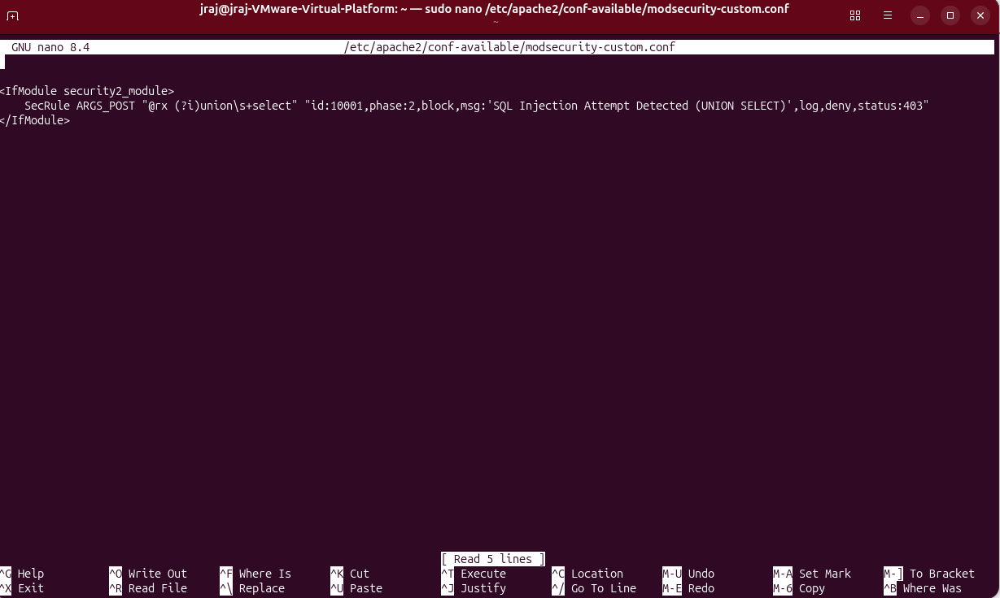 jraj@jraj-VMware-Virtual-Platform: ~ — sudo nano /etc/apache2/conf-available/modsecurity-custom.conf
~
GNU nano 8.4 /etc/apache2/conf-available/modsecurity-custom.conf
<IfModule security2_module>
    SecRule ARGS_POST "@rx (?i)union\s+select" "id:10001,phase:2,block,msg:'SQL Injection Attempt Detected (UNION SELECT)',log,deny,status:403"
</IfModule>
[ Read 5 lines ]
^G Help ^O Write Out ^F Where Is ^K Cut ^T Execute ^C Location M-U Undo M-A Set Mark M-] To Bracket
^X Exit ^R Read File ^\ Replace ^U Paste ^J Justify ^/ Go To Line M-E Redo M-6 Copy ^B Where Was